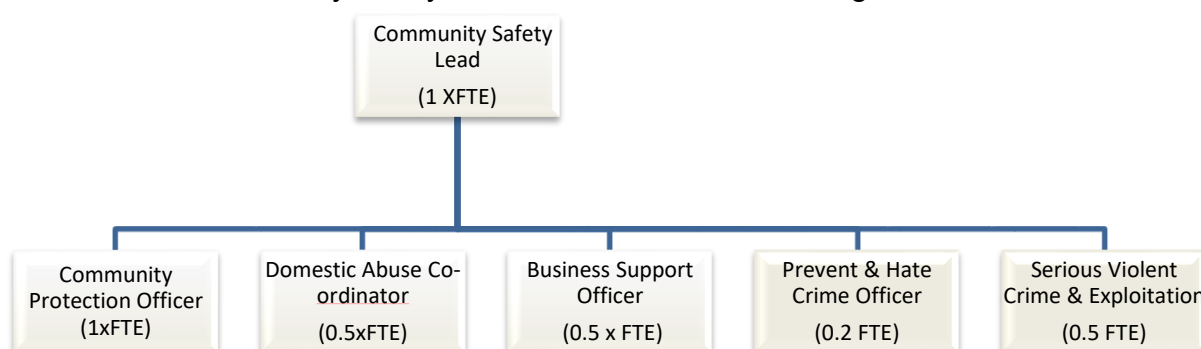 Community Safety
Lead
(1 XFTE)
Community
Protection Officer
(1xFTE)
Domestic Abuse Co-
ordinator
(0.5xFTE)
Business Support
Officer
(0.5 x FTE)
Prevent & Hate
Crime Officer
(0.2 FTE)
Serious Violent
Crime & Exploitation
(0.5 FTE)